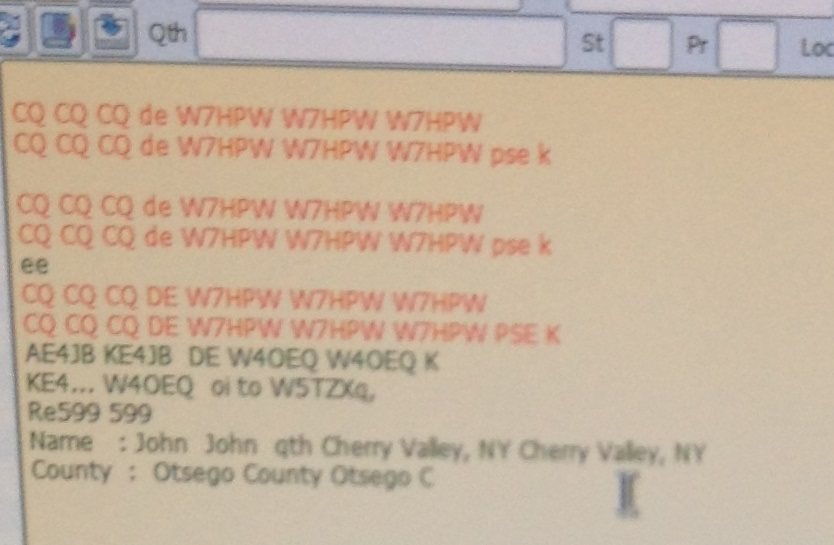 Qth St Pr Loc
CQ CQ CQ de W7HPW W7HPW W7HPW
CQ CQ CQ de W7HPW W7HPW W7HPW pse k
CQ CQ CQ de W7HPW W7HPW W7HPW
CQ CQ CQ de W7HPW W7HPW W7HPW pse k
ee
CQ CQ CQ DE W7HPW W7HPW W7HPW
CQ CQ CQ DE W7HPW W7HPW W7HPW PSE K
AE4JB KE4JB DE W4OEQ W4OEQ K
KE4... W4OEQ oi to W5TZXq,
Re599 599
Name : John John qth Cherry Valley, NY Cherry Valley, NY
County : Otsego County Otsego C